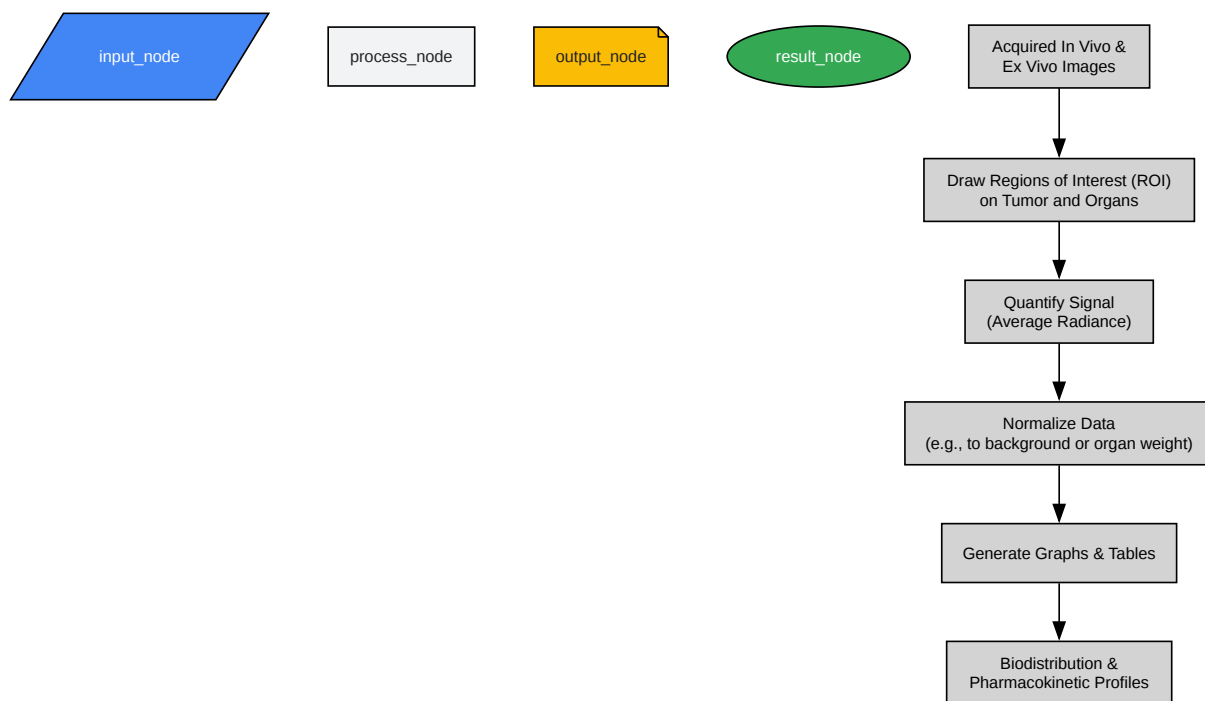 input_node
process_node
output_node
result_node
Acquired In Vivo &
Ex Vivo Images
Draw Regions of Interest (ROI)
on Tumor and Organs
Quantify Signal
(Average Radiance)
Normalize Data
(e.g., to background or organ weight)
Generate Graphs & Tables
Biodistribution &
Pharmacokinetic Profiles